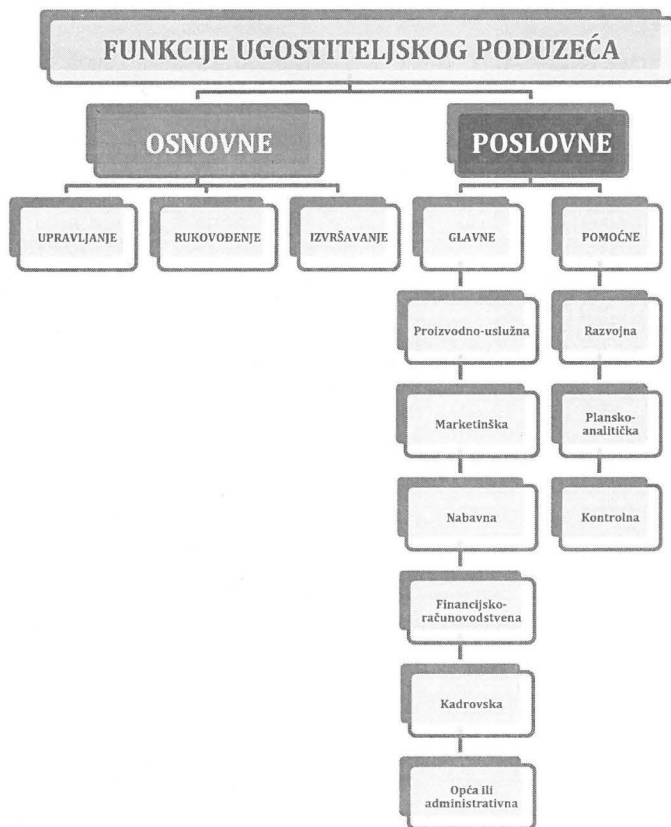 FUNKCIJE UGOSTITELJSKOG PODUZEĆA
OSNOVNE
POSLOVNE
UPRAVLJANJE
RUKOVOĐENJE
IZVRŠAVANJE
GLAVNE
POMOĆNE
Proizvodno-uslužna
Razvojna
Marketinška
Plansko-
analitička
Nabavna
Kontrolna
Financijsko-
računovodstvena
Kadrovska
Opća ili
administrativna